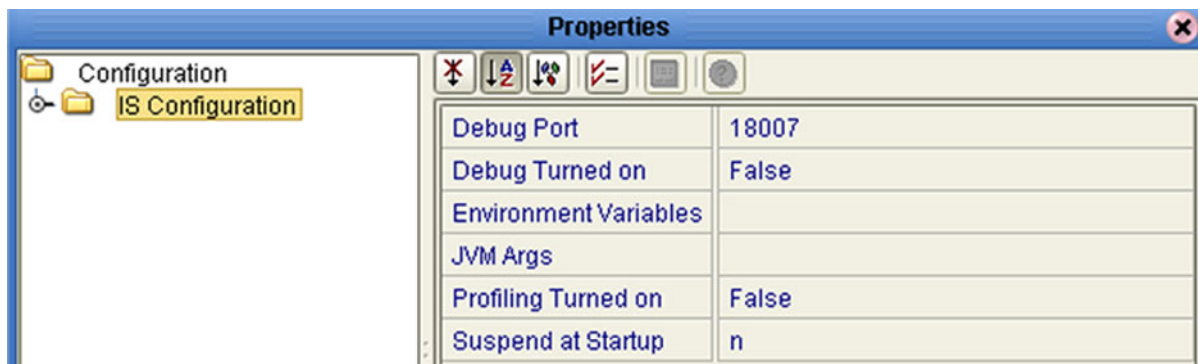 Properties
Configuration
IS Configuration
Debug Port 18007
Debug Turned on False
Environment Variables
JVM Args
Profiling Turned on False
Suspend at Startup n